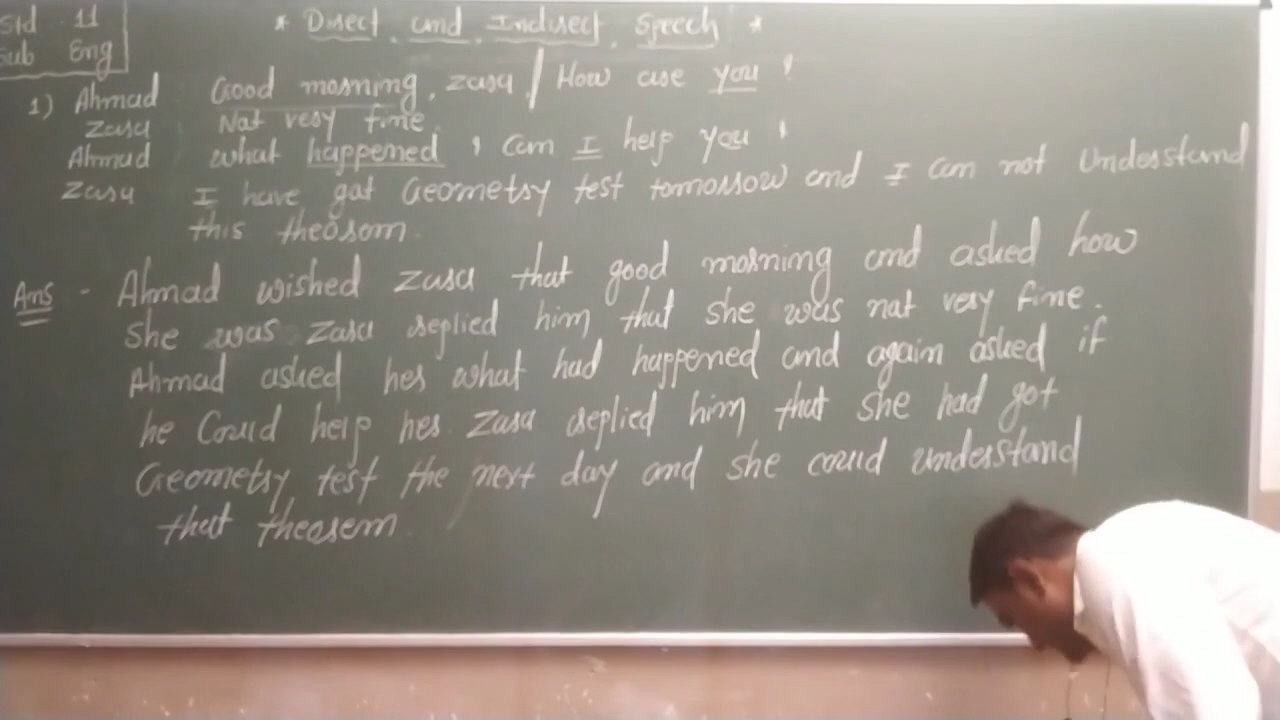 Std 11
Sub Eng
* Direct and Indirect Speech *
1) Ahmad Good morning, Zara / How are you ?
Zara Not very fine.
Ahmad what happened ? Can I help you ?
Zara I have got Geometry test tomorrow and I can not Understand
this theorom.
Ans - Ahmad wished Zara that good morning and asked how
she was Zara replied him that she was not very fine.
Ahmad asked her what had happened and again asked if
he Could help her. Zara replied him that she had got
Geometry test the next day and she could understand
that theorem.